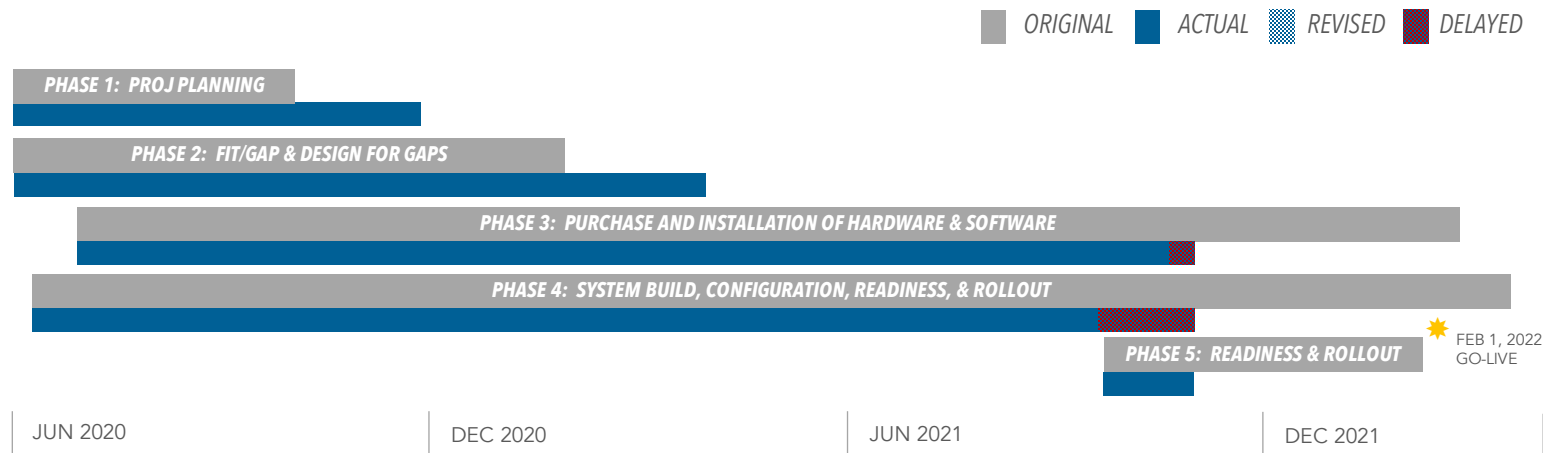 ORIGINAL ACTUAL REVISED DELAYED
PHASE 1: PROJ PLANNING
PHASE 2: FIT/GAP & DESIGN FOR GAPS
PHASE 3: PURCHASE AND INSTALLATION OF HARDWARE & SOFTWARE
PHASE 4: SYSTEM BUILD, CONFIGURATION, READINESS, & ROLLOUT
PHASE 5: READINESS & ROLLOUT
FEB 1, 2022
GO-LIVE
JUN 2020 DEC 2020 JUN 2021 DEC 2021